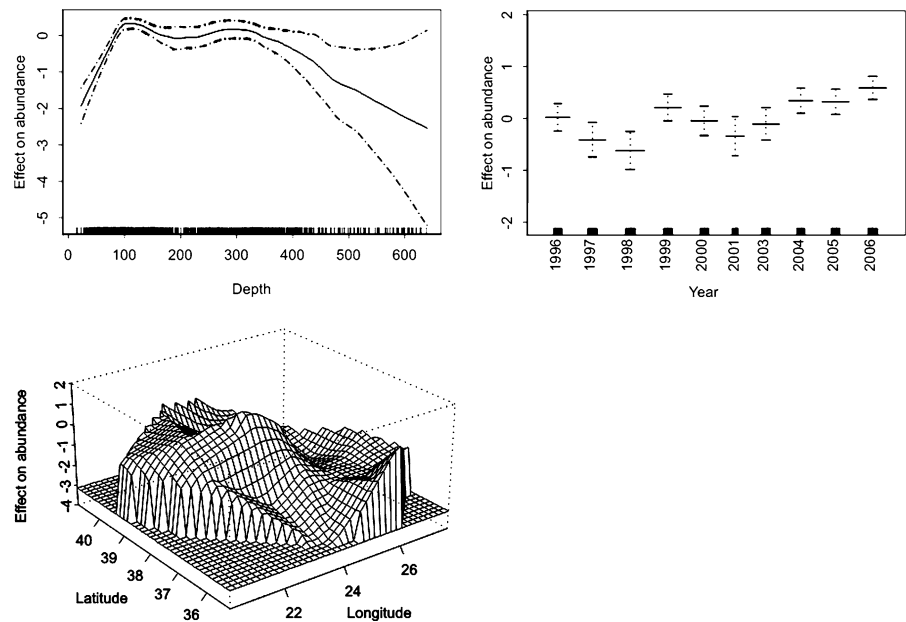 Effect on abundance
0
-1
-2
-3
-4
-5
0 100 200 300 400 500 600
Depth
Effect on abundance
2
1
0
-1
-2
1996 1997 1998 1999 2000 2001 2003 2004 2005 2006
Year
Effect on abundance
2
1
0
-1
-2
-3
-4
40
39
38
37
36
Latitude
22
24
26
Longitude